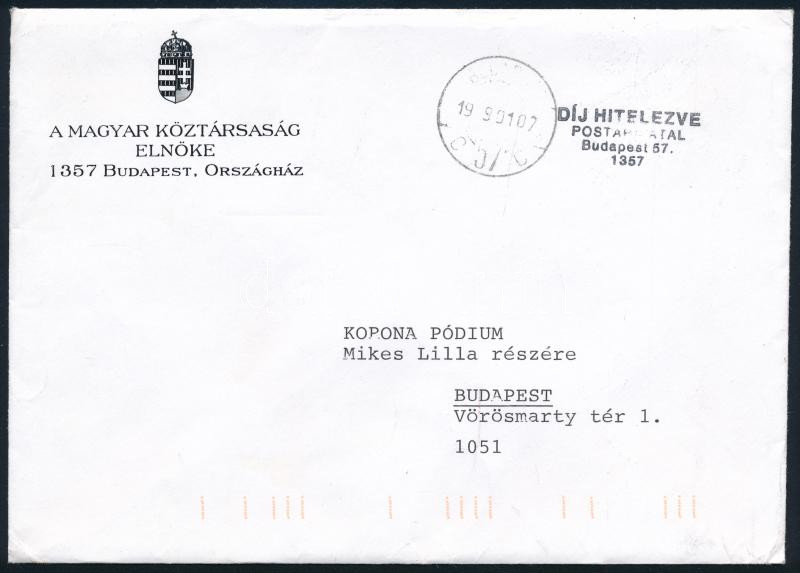 A MAGYAR KÖZTÁRSASÁG
ELNÖKE
1357 BUDAPEST, ORSZÁGHÁZ
DÍJ HITELEZVE
Budapest 57.
1357
KORONA PÓDIUM
Mikes Lilla részére
BUDAPEST
Vörösmarty tér 1.
1051